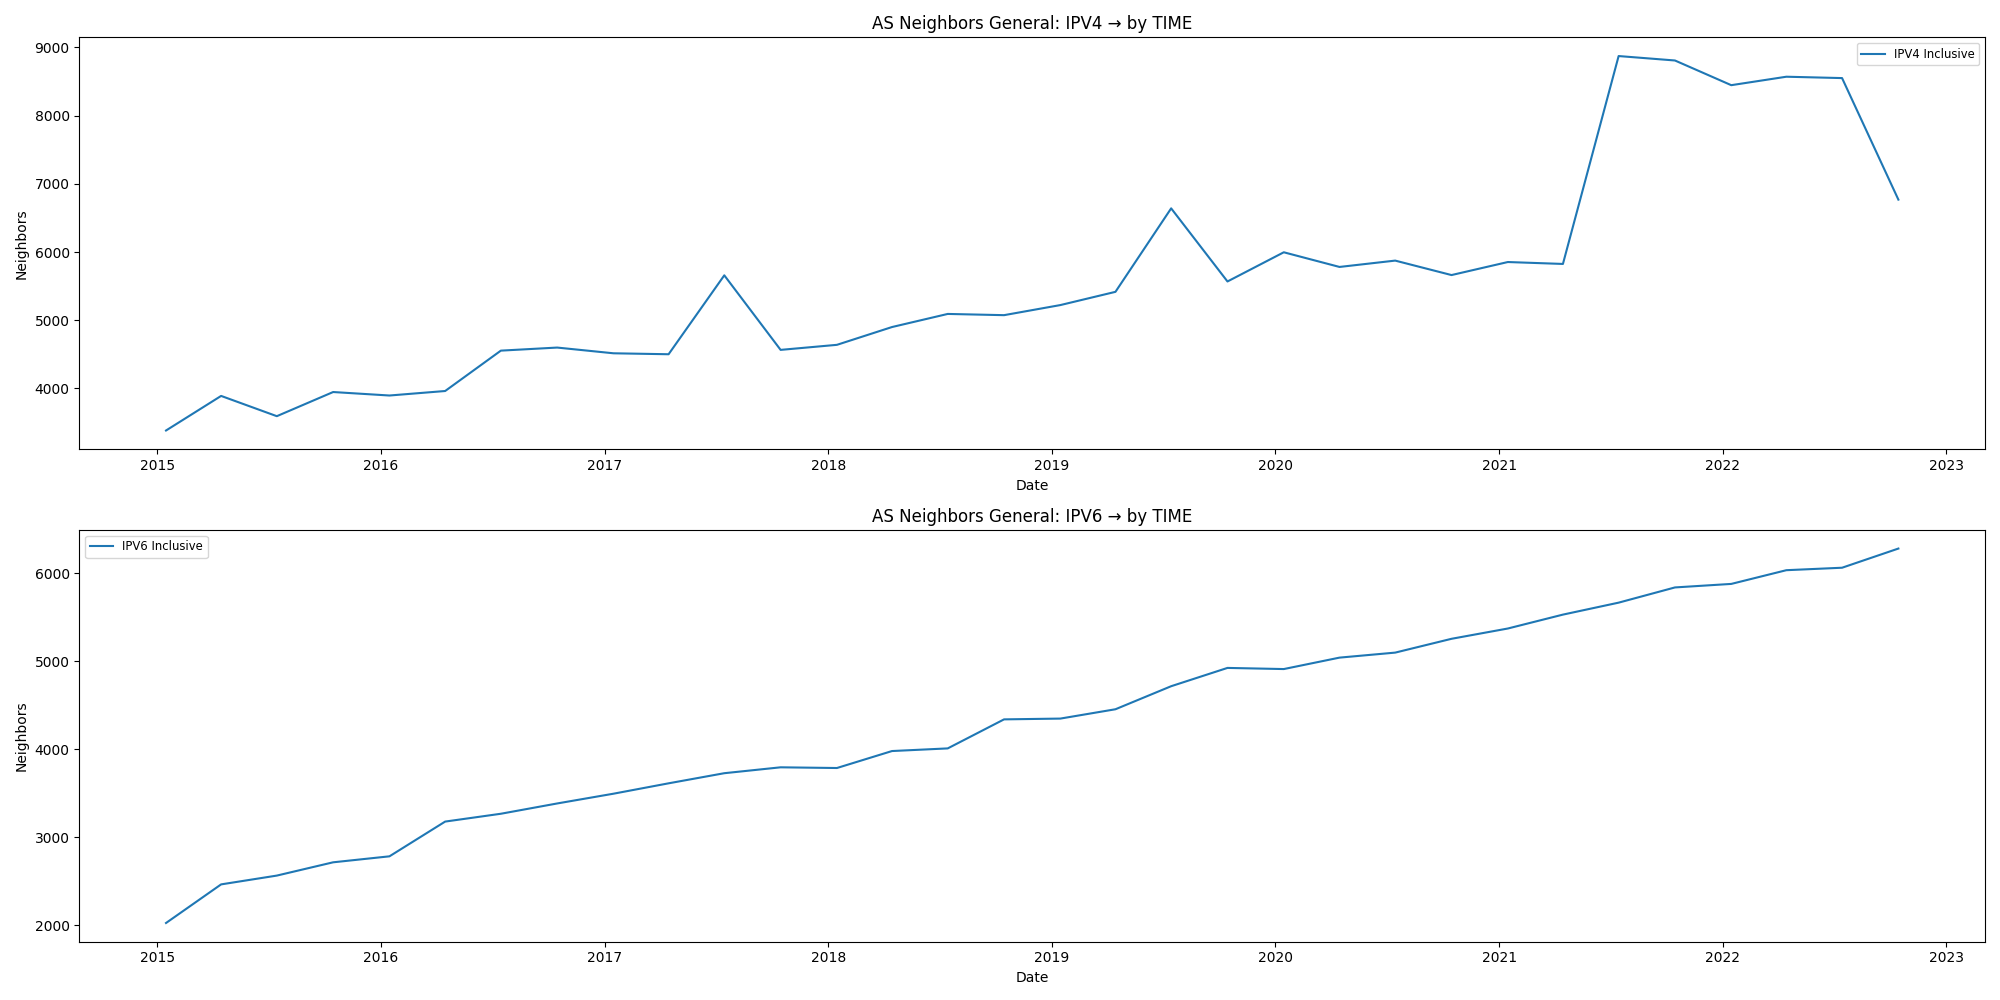 AS Neighbors General: IPV4 → by TIME
IPV4 Inclusive
9000
8000
7000
6000
5000
4000
Neighbors
2015 2016 2017 2018 2019 2020 2021 2022 2023
Date
AS Neighbors General: IPV6 → by TIME
IPV6 Inclusive
6000
5000
4000
3000
2000
Neighbors
2015 2016 2017 2018 2019 2020 2021 2022 2023
Date